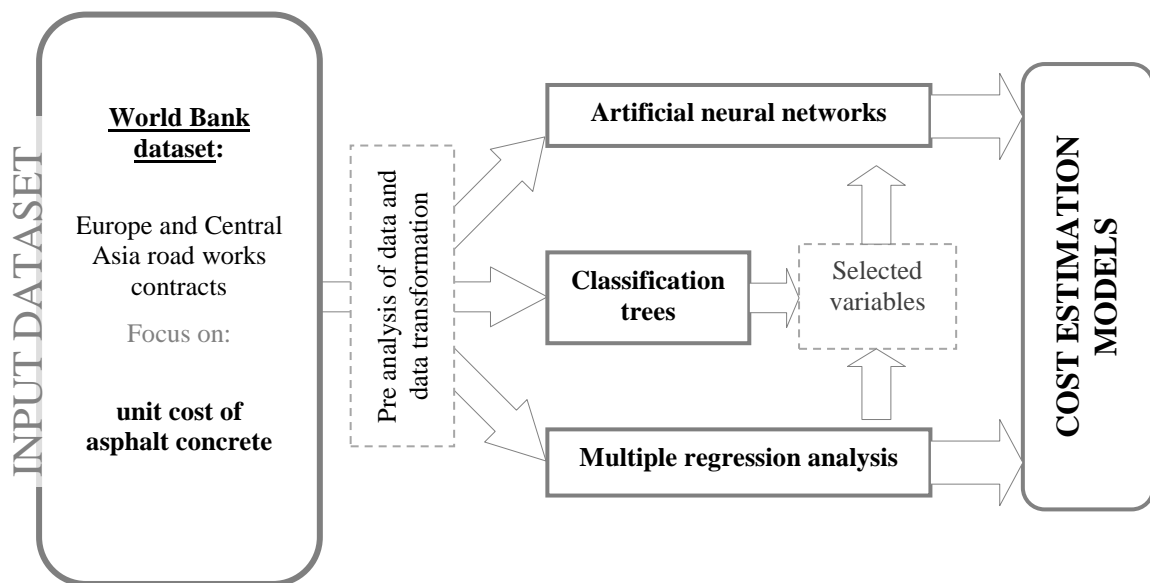 INPUT DATASET
World Bank
dataset:
Europe and Central
Asia road works
contracts
Focus on:
unit cost of
asphalt concrete
Pre analysis of data and
data transformation
Artificial neural networks
Classification
trees
Selected
variables
Multiple regression analysis
COST ESTIMATION
MODELS